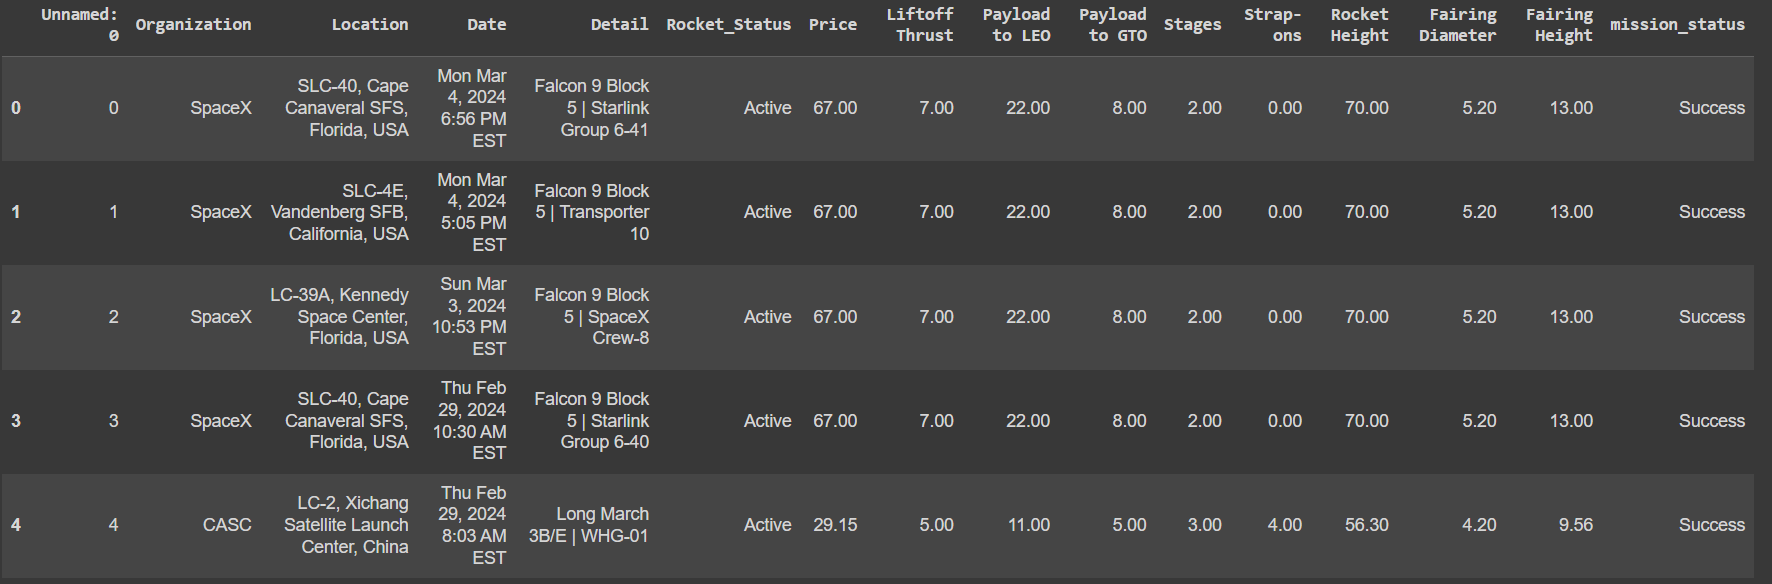 Unnamed: 0 Organization Location Date Detail Rocket_Status Price Liftoff Thrust Payload to LEO Payload to GTO Stages Strap-ons Rocket Height Fairing Diameter Fairing Height mission_status
0 0 SpaceX SLC-40, Cape Canaveral SFS, Florida, USA Mon Mar 4, 2024 6:56 PM EST Falcon 9 Block 5 | Starlink Group 6-41 Active 67.00 7.00 22.00 8.00 2.00 0.00 70.00 5.20 13.00 Success
1 1 SpaceX SLC-4E, Vandenberg SFB, California, USA Mon Mar 4, 2024 5:05 PM EST Falcon 9 Block 5 | Transporter 10 Active 67.00 7.00 22.00 8.00 2.00 0.00 70.00 5.20 13.00 Success
2 2 SpaceX LC-39A, Kennedy Space Center, Florida, USA Sun Mar 3, 2024 10:53 PM EST Falcon 9 Block 5 | SpaceX Crew-8 Active 67.00 7.00 22.00 8.00 2.00 0.00 70.00 5.20 13.00 Success
3 3 SpaceX SLC-40, Cape Canaveral SFS, Florida, USA Thu Feb 29, 2024 10:30 AM EST Falcon 9 Block 5 | Starlink Group 6-40 Active 67.00 7.00 22.00 8.00 2.00 0.00 70.00 5.20 13.00 Success
4 4 CASC LC-2, Xichang Satellite Launch Center, China Thu Feb 29, 2024 8:03 AM EST Long March 3B/E | WHG-01 Active 29.15 5.00 11.00 5.00 3.00 4.00 56.30 4.20 9.56 Success